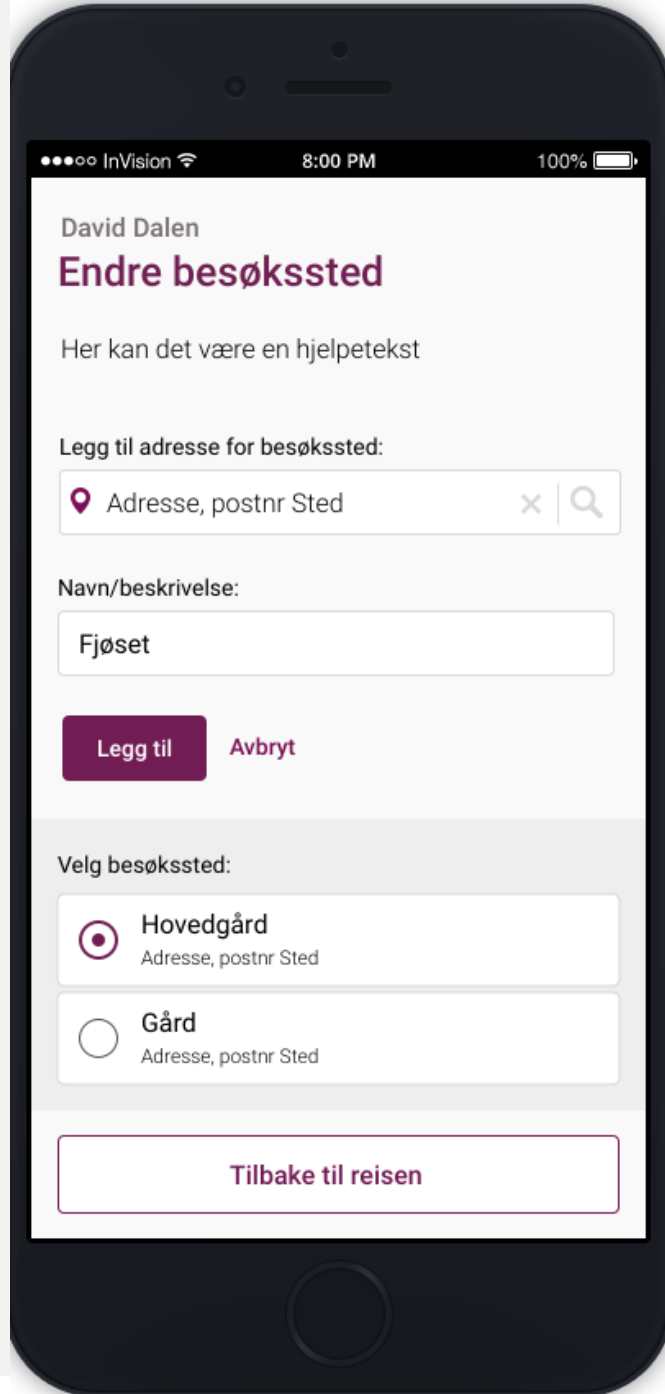 InVision 8:00 PM 100%
David Dalen
Endre besøkssted
Her kan det være en hjelpetekst
Legg til adresse for besøkssted:
Adresse, postnr Sted
Navn/beskrivelse:
Fjøset
Legg til Avbryt
Velg besøkssted:
Hovedgård
Adresse, postnr Sted
Gård
Adresse, postnr Sted
Tilbake til reisen